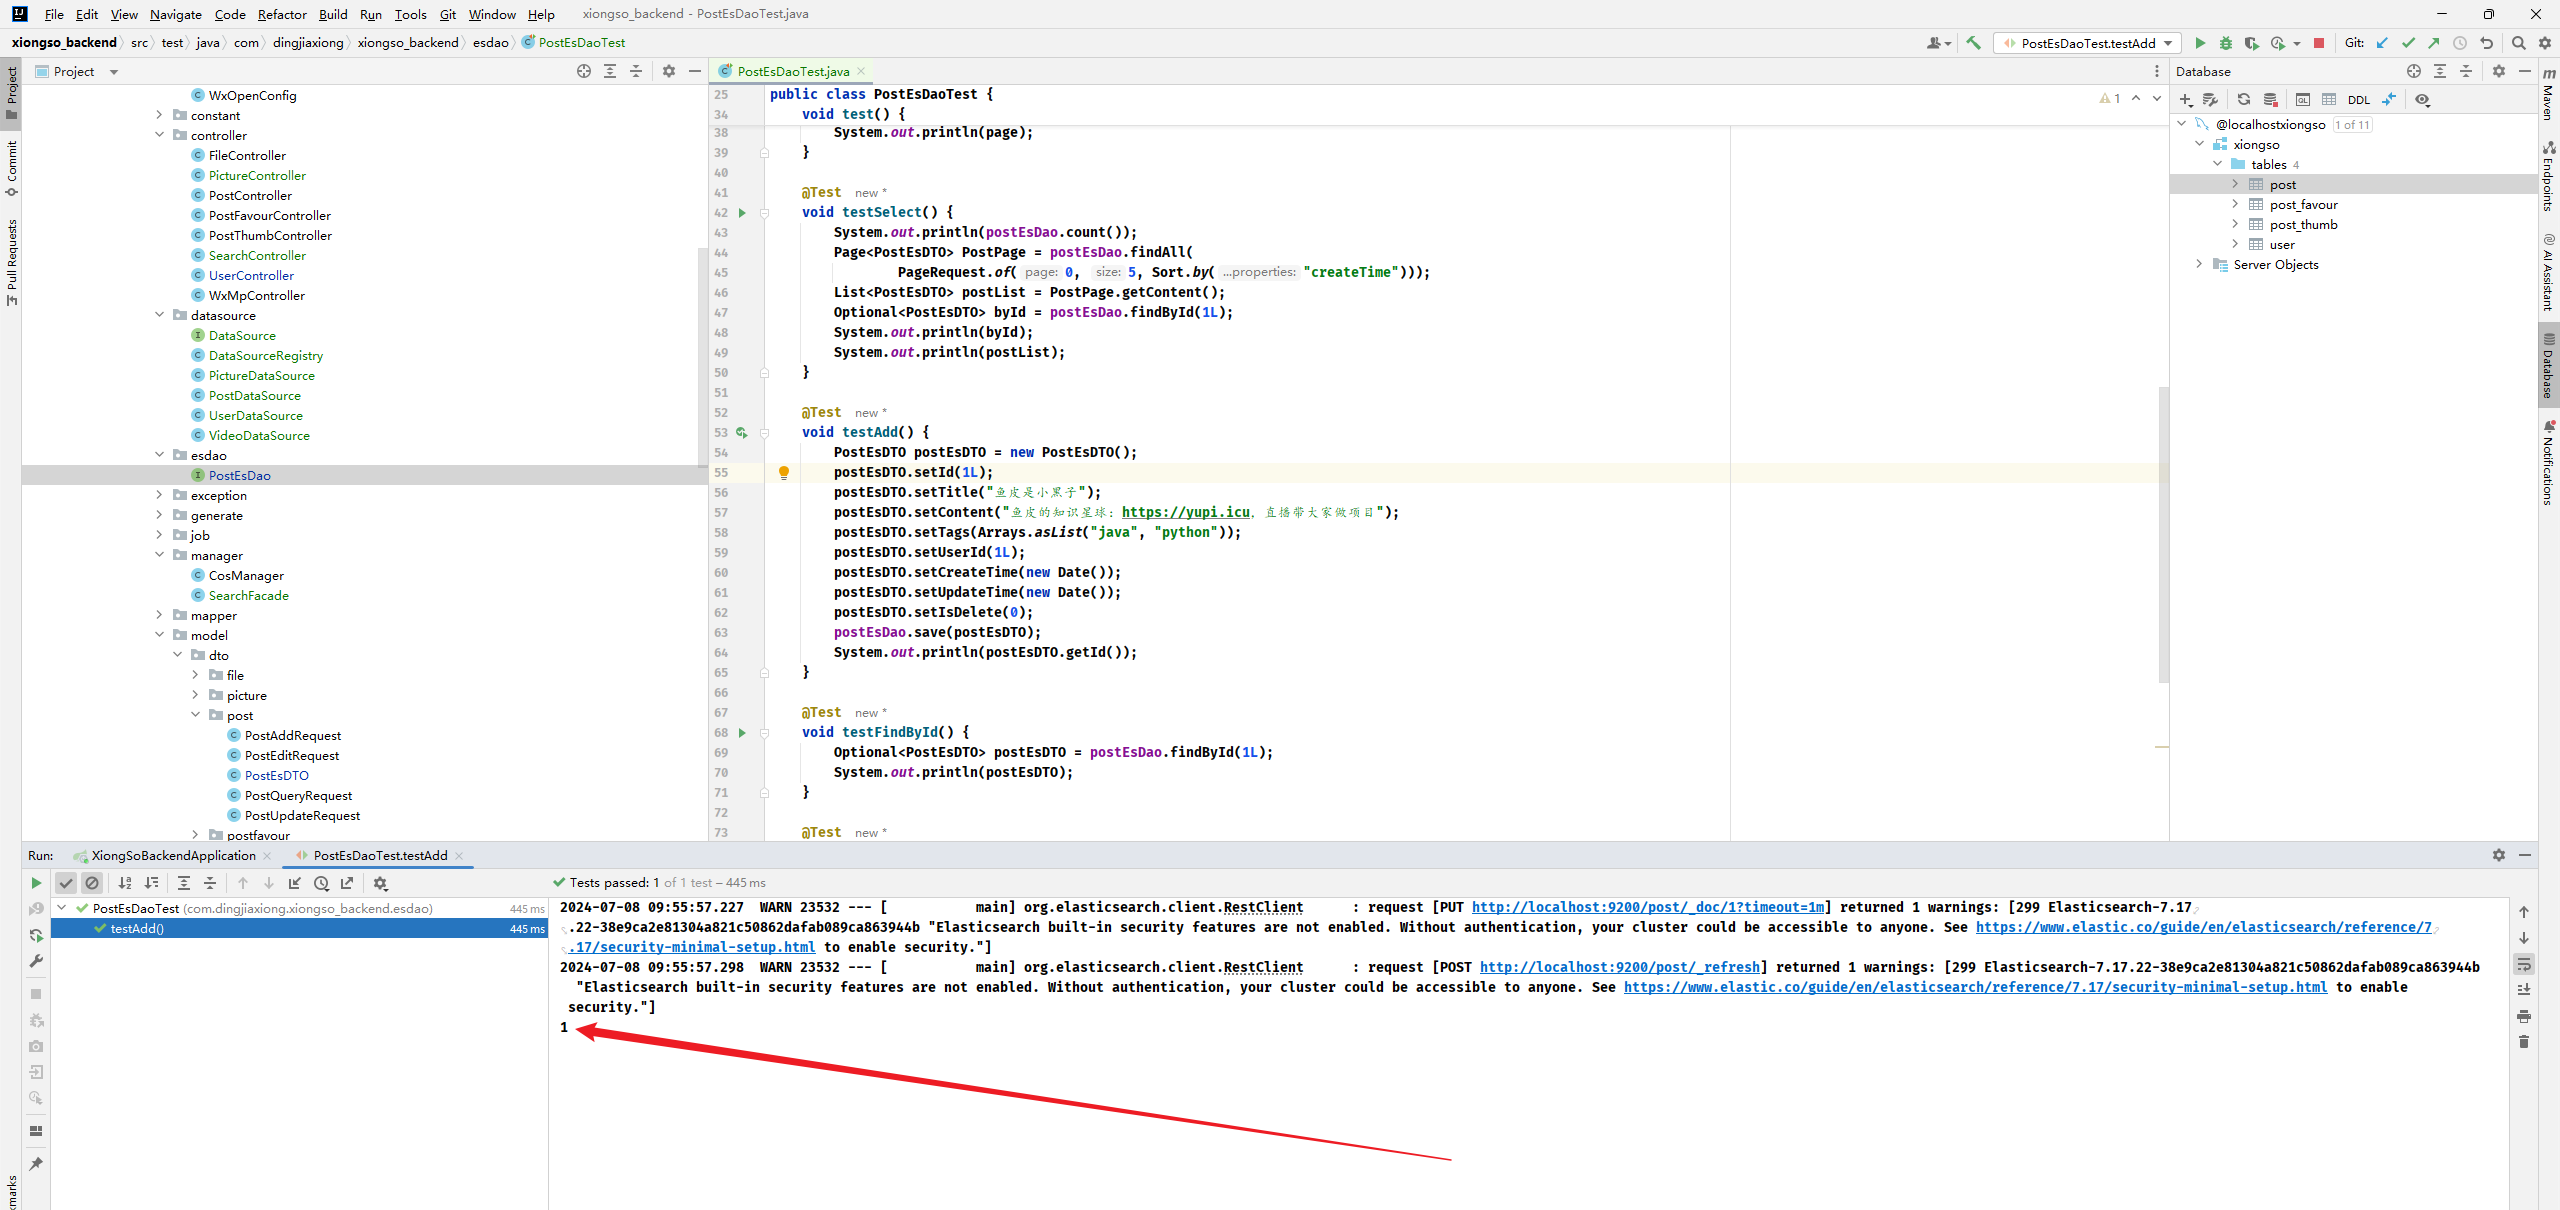 File Edit View Navigate Code Refactor Build Run Tools Git Window Help xiongso_backend - PostEsDaoTest.java
xiongso_backend src test java com dingjiaxiong xiongso_backend esdao PostEsDaoTest
PostEsDaoTest.testAdd Git:
Project
Commit
Pull Requests
Project
WxOpenConfig
constant
controller
FileController
PictureController
PostController
PostFavourController
PostThumbController
SearchController
UserController
WxMpController
datasource
DataSource
DataSourceRegistry
PictureDataSource
PostDataSource
UserDataSource
VideoDataSource
esdao
PostEsDao
exception
generate
job
manager
CosManager
SearchFacade
mapper
model
dto
file
picture
post
PostAddRequest
PostEditRequest
PostEsDTO
PostQueryRequest
PostUpdateRequest
postfavour
PostEsDaoTest.java
1
25 public class PostEsDaoTest {
34 void test() {
38 System.out.println(page);
39 }
40
41 @Test new *
42 void testSelect() {
43 System.out.println(postEsDao.count());
44 Page<PostEsDTO> PostPage = postEsDao.findAll(
45 PageRequest.of( page: 0, size: 5, Sort.by( ...properties: "createTime")));
46 List<PostEsDTO> postList = PostPage.getContent();
47 Optional<PostEsDTO> byId = postEsDao.findById(1L);
48 System.out.println(byId);
49 System.out.println(postList);
50 }
51
52 @Test new *
53 void testAdd() {
54 PostEsDTO postEsDTO = new PostEsDTO();
55 postEsDTO.setId(1L);
56 postEsDTO.setTitle("鱼皮是小黑子");
57 postEsDTO.setContent("鱼皮的知识星球：https://yupi.icu，直播带大家做项目");
58 postEsDTO.setTags(Arrays.asList("java", "python"));
59 postEsDTO.setUserId(1L);
60 postEsDTO.setCreateTime(new Date());
61 postEsDTO.setUpdateTime(new Date());
62 postEsDTO.setIsDelete(0);
63 postEsDao.save(postEsDTO);
64 System.out.println(postEsDTO.getId());
65 }
66
67 @Test new *
68 void testFindById() {
69 Optional<PostEsDTO> postEsDTO = postEsDao.findById(1L);
70 System.out.println(postEsDTO);
71 }
72
73 @Test new *
Database
DDL
@localhostxiongso 1 of 11
xiongso
tables 4
post
post_favour
post_thumb
user
Server Objects
Maven
Endpoints
AI Assistant
Database
Notifications
Run: XiongSoBackendApplication PostEsDaoTest.testAdd
Tests passed: 1 of 1 test – 445 ms
PostEsDaoTest (com.dingjiaxiong.xiongso_backend.esdao) 445 ms
testAdd() 445 ms
2024-07-08 09:55:57.227 WARN 23532 --- [ main] org.elasticsearch.client.RestClient : request [PUT http://localhost:9200/post/_doc/1?timeout=1m] returned 1 warnings: [299 Elasticsearch-7.17
.22-38e9ca2e81304a821c50862dafab089ca863944b "Elasticsearch built-in security features are not enabled. Without authentication, your cluster could be accessible to anyone. See https://www.elastic.co/guide/en/elasticsearch/reference/7
.17/security-minimal-setup.html to enable security."]
2024-07-08 09:55:57.298 WARN 23532 --- [ main] org.elasticsearch.client.RestClient : request [POST http://localhost:9200/post/_refresh] returned 1 warnings: [299 Elasticsearch-7.17.22-38e9ca2e81304a821c50862dafab089ca863944b
"Elasticsearch built-in security features are not enabled. Without authentication, your cluster could be accessible to anyone. See https://www.elastic.co/guide/en/elasticsearch/reference/7.17/security-minimal-setup.html to enable
security."]
1